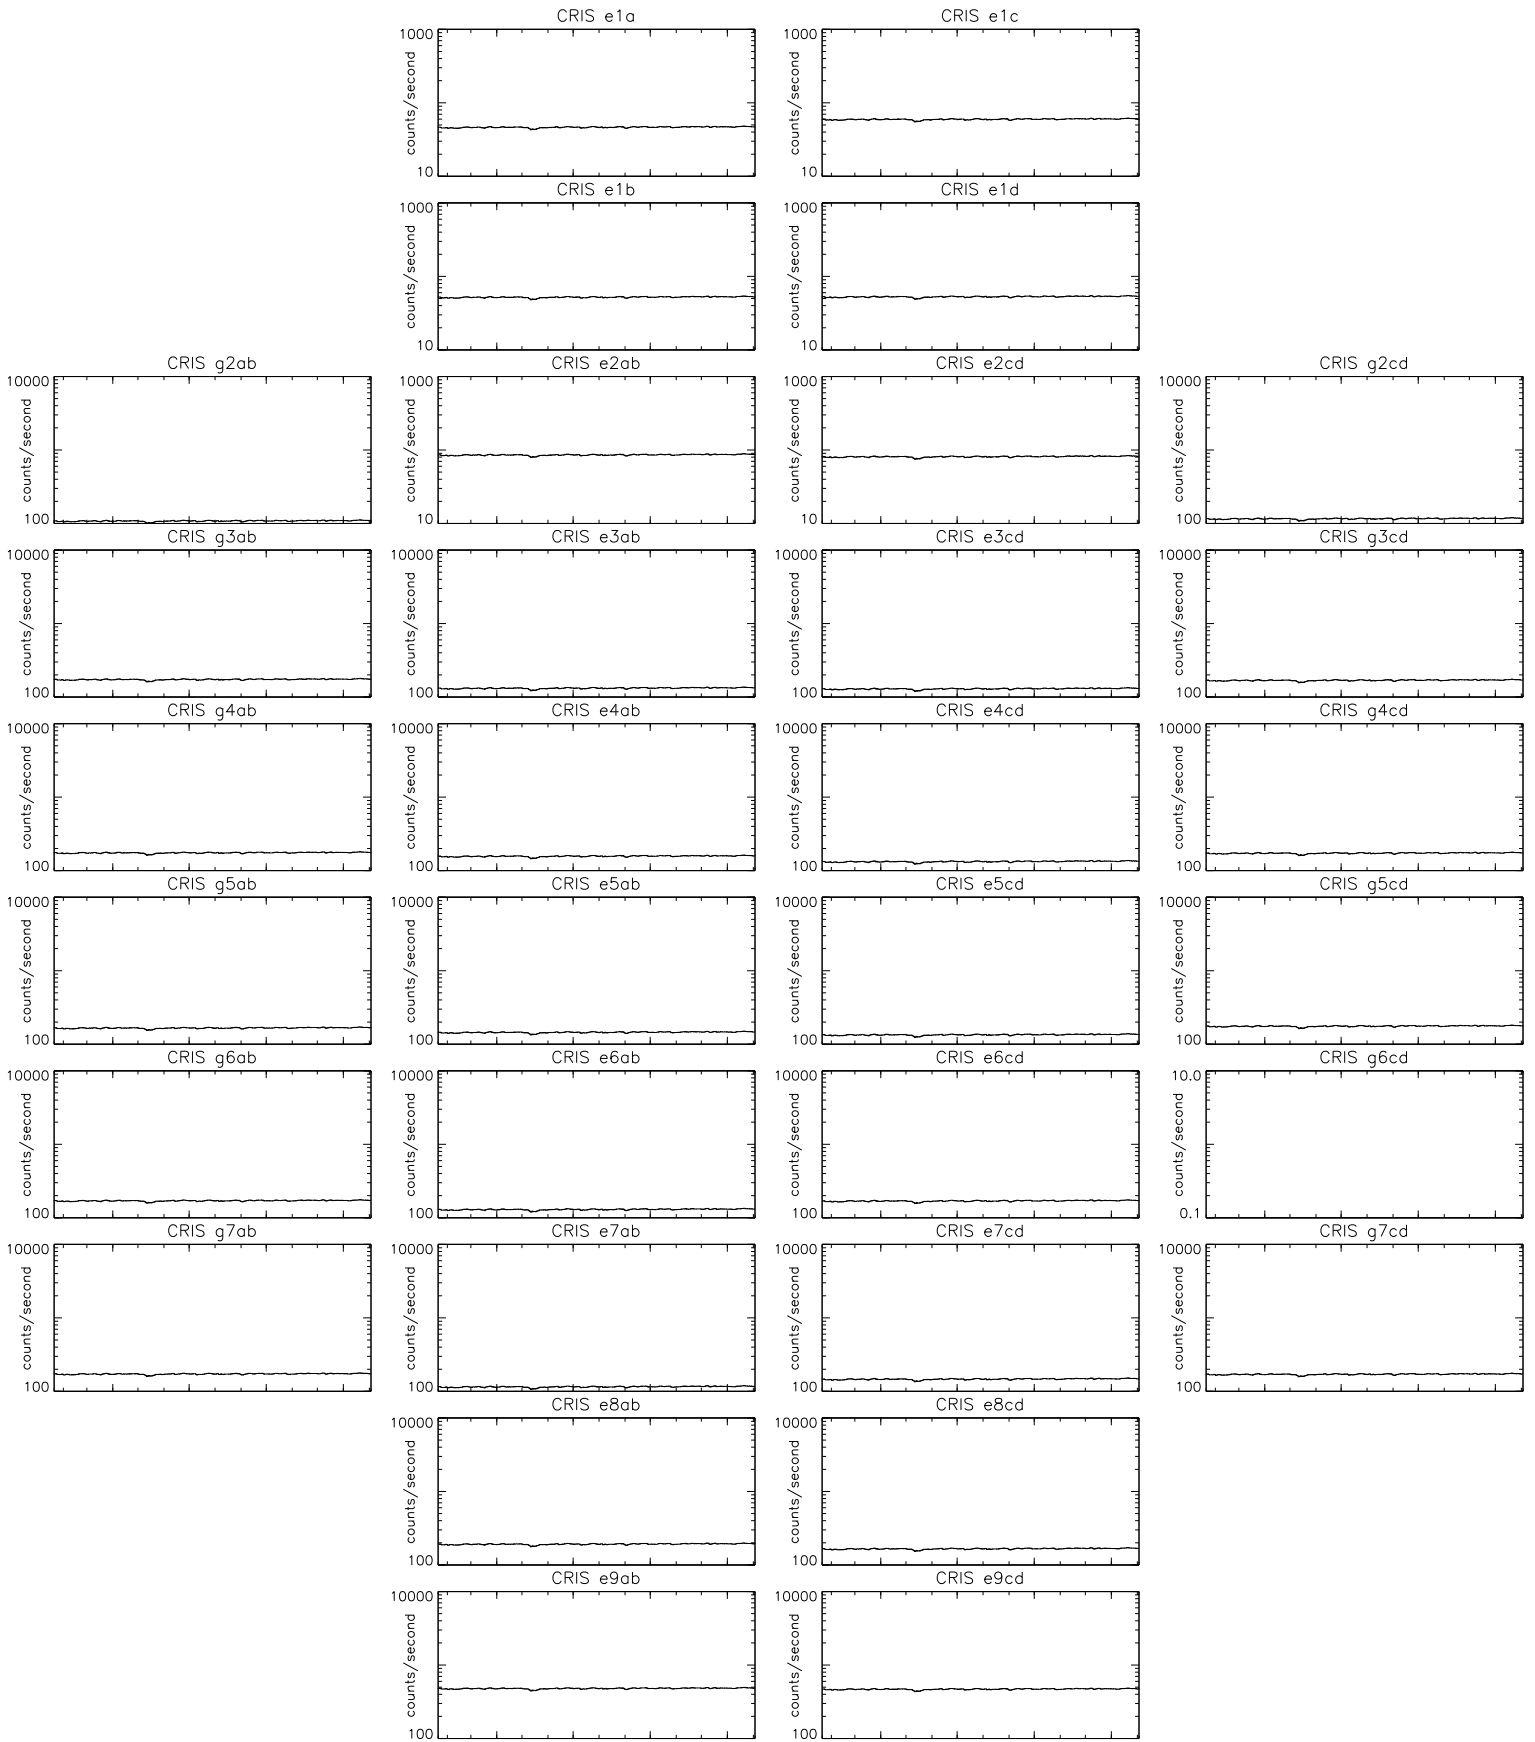 CRIS e1a
1000
counts/second
10
CRIS e1c
1000
counts/second
10
CRIS e1b
1000
counts/second
10
CRIS e1d
1000
counts/second
10
CRIS g2ab
10000
counts/second
100
CRIS e2ab
1000
counts/second
10
CRIS e2cd
1000
counts/second
10
CRIS g2cd
10000
counts/second
100
CRIS g3ab
10000
counts/second
100
CRIS e3ab
10000
counts/second
100
CRIS e3cd
10000
counts/second
100
CRIS g3cd
10000
counts/second
100
CRIS g4ab
10000
counts/second
100
CRIS e4ab
10000
counts/second
100
CRIS e4cd
10000
counts/second
100
CRIS g4cd
10000
counts/second
100
CRIS g5ab
10000
counts/second
100
CRIS e5ab
10000
counts/second
100
CRIS e5cd
10000
counts/second
100
CRIS g5cd
10000
counts/second
100
CRIS g6ab
10000
counts/second
100
CRIS e6ab
10000
counts/second
100
CRIS e6cd
10000
counts/second
100
CRIS g6cd
10.0
counts/second
0.1
CRIS g7ab
10000
counts/second
100
CRIS e7ab
10000
counts/second
100
CRIS e7cd
10000
counts/second
100
CRIS g7cd
10000
counts/second
100
CRIS e8ab
10000
counts/second
100
CRIS e8cd
10000
counts/second
100
CRIS e9ab
10000
counts/second
100
CRIS e9cd
10000
counts/second
100